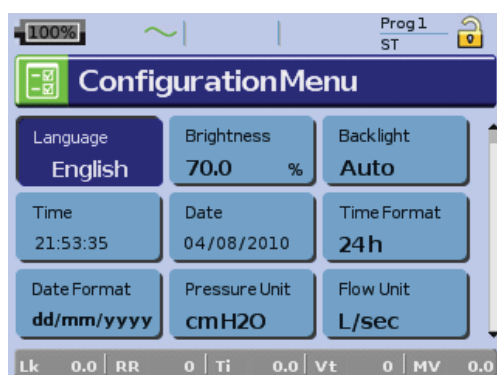 100%
Prog 1
ST
Configuration Menu
Language
English
Brightness
70.0 %
Backlight
Auto
Time
21:53:35
Date
04/08/2010
Time Format
24h
Date Format
dd/mm/yyyy
Pressure Unit
cmH2O
Flow Unit
L/sec
Lk 0.0 RR 0 Ti 0.0 Vt 0 MV 0.0